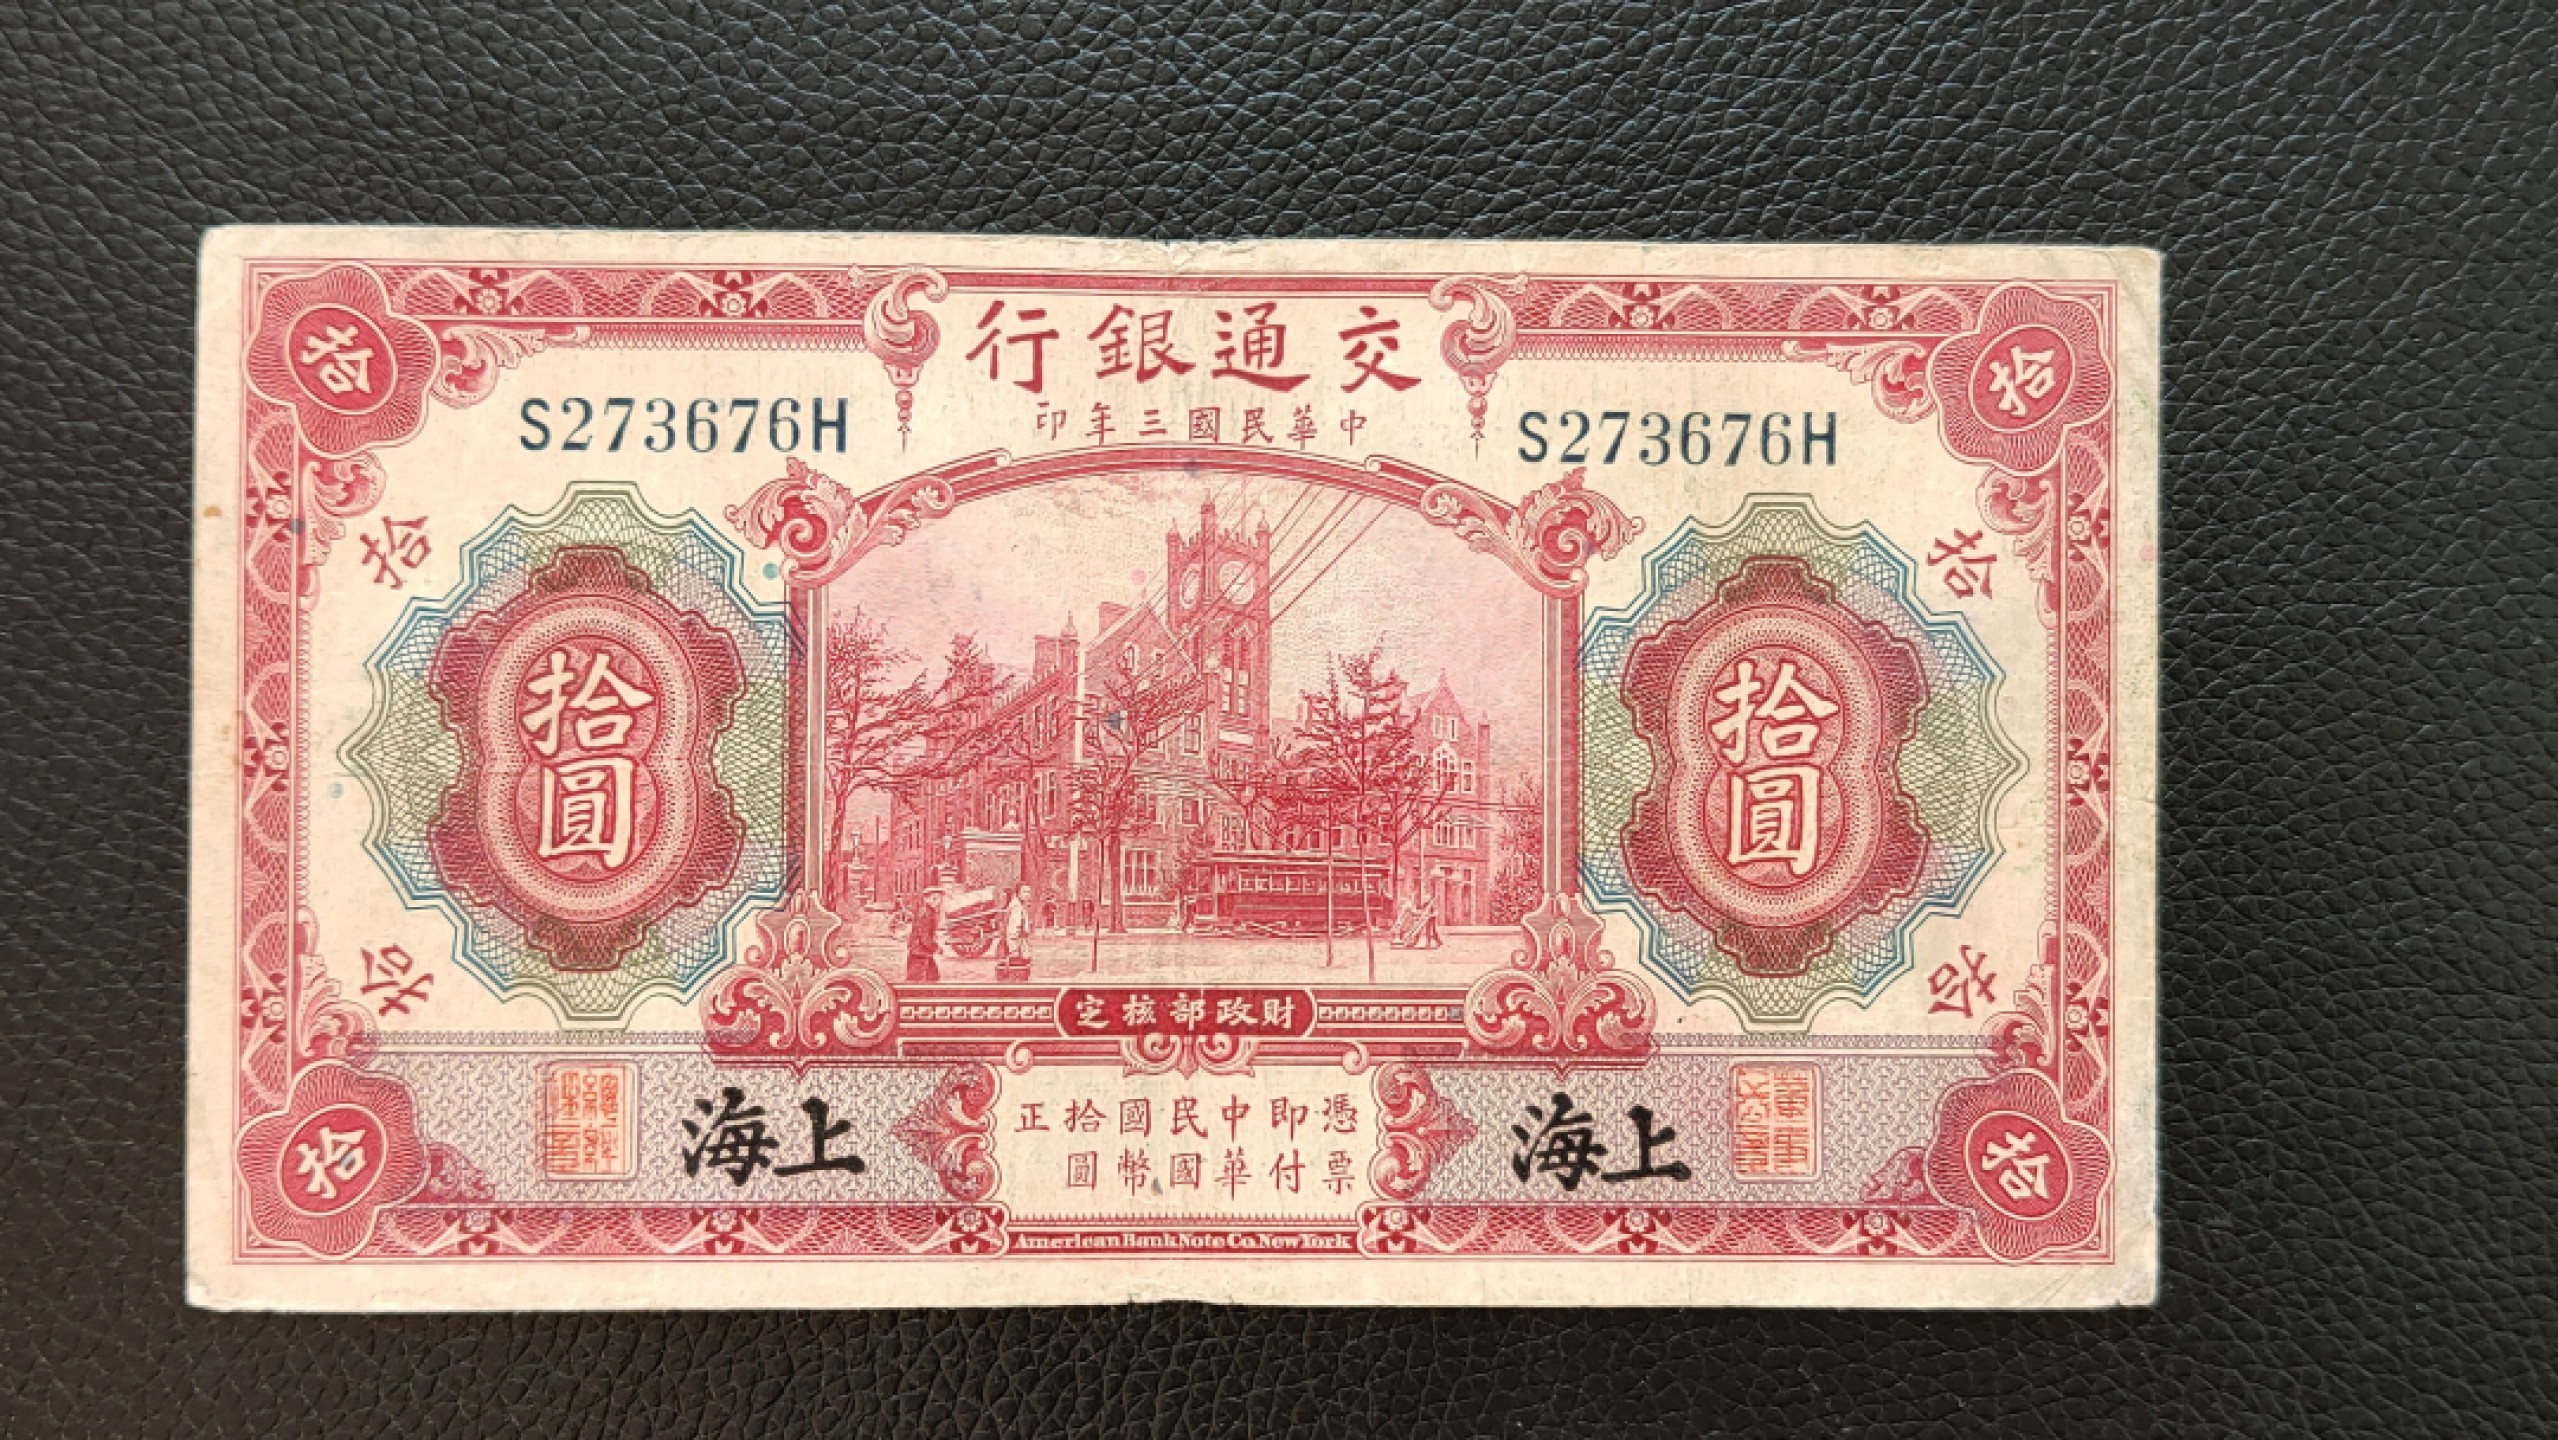 拾
交通銀行
拾
中華民國三年印
S273676H
S273676H
拾
拾
拾圓
拾圓
拾
拾
財政部核定
上海
憑票即付中華民國國幣拾圓正
上海
拾
拾
American Bank Note Co. New York